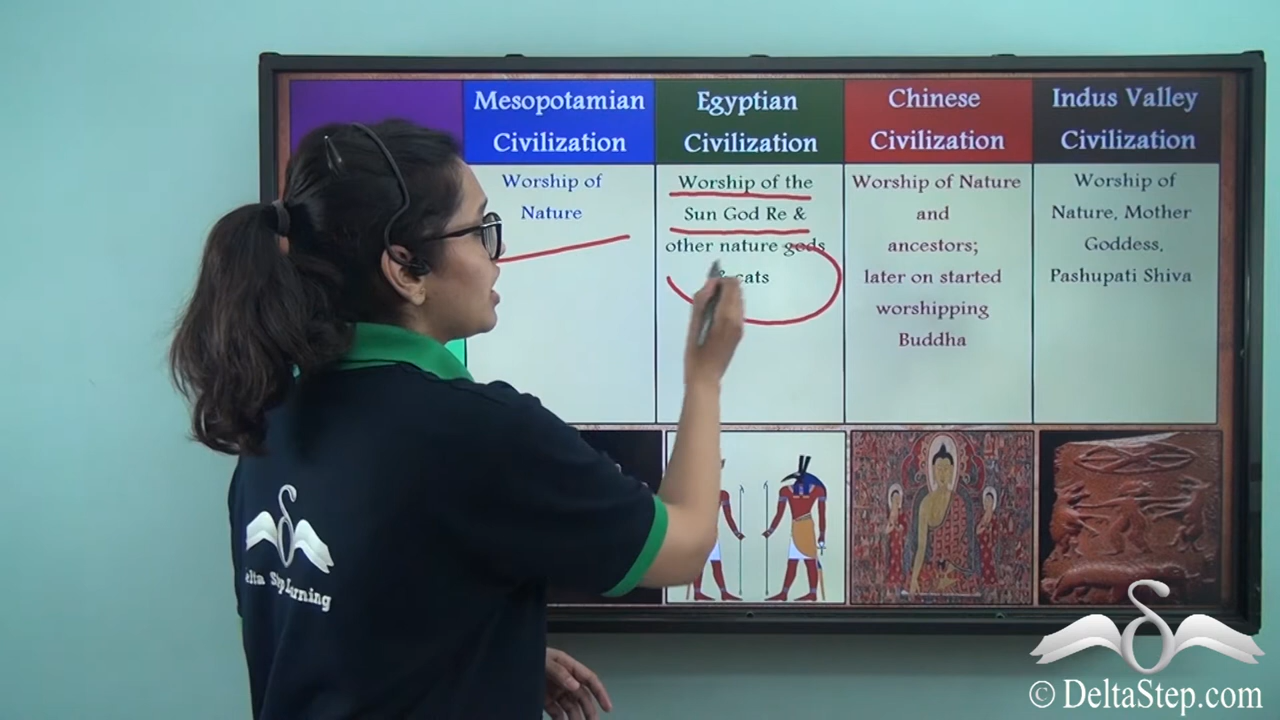 Mesopotamian
Civilization
Egyptian
Civilization
Chinese
Civilization
Indus Valley
Civilization
Worship of
Nature
Worship of the
Sun God Re &
other nature gods
& cats
Worship of Nature
and
ancestors;
later on started
worshipping
Buddha
Worship of
Nature, Mother
Goddess,
Pashupati Shiva
Step Learning
© DeltaStep.com